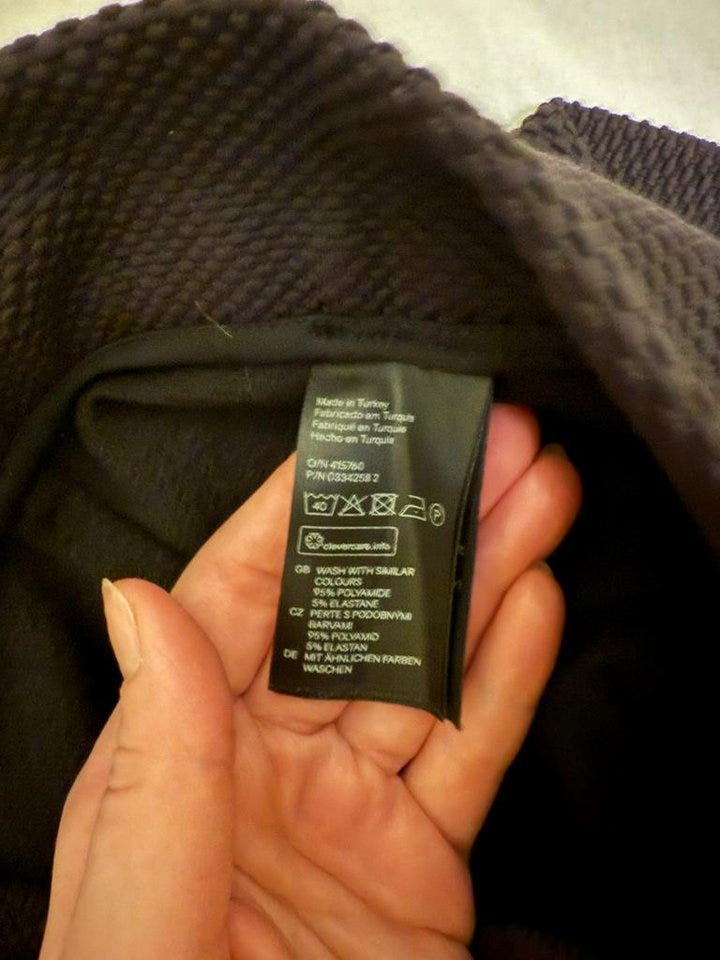 Made in Turkey
Fabricado em Turquia
Fabriqué en Turquie
Hecho en Turquía
O/N 415760
P/N 0334258 2
40 P
clevercare.info
GB WASH WITH SIMILAR
COLOURS
95% POLYAMIDE
5% ELASTANE
CZ PERTE S PODOBNÝMI
BARVAMI
95% POLYAMID
5% ELASTAN
DE MIT ÄHNLICHEN FARBEN
WASCHEN